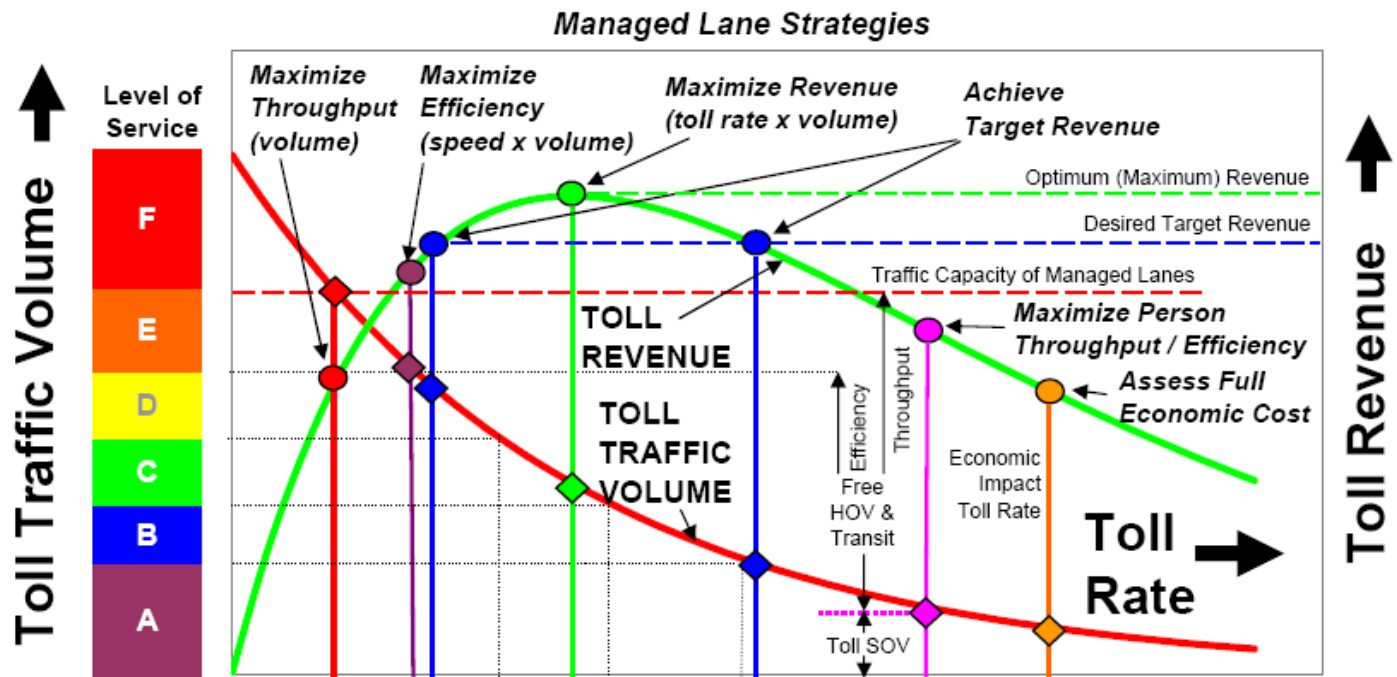 Managed Lane Strategies
Toll Traffic Volume
Level of
Service
F
E
D
C
B
A
Maximize
Throughput
(volume)
Maximize
Efficiency
(speed x volume)
Maximize Revenue
(toll rate x volume)
Achieve
Target Revenue
Optimum (Maximum) Revenue
Desired Target Revenue
Traffic Capacity of Managed Lanes
TOLL
REVENUE
Maximize Person
Throughput / Efficiency
Assess Full
Economic Cost
TOLL
TRAFFIC
VOLUME
Efficiency
Throughput
Free
HOV &
Transit
Toll SOV
Economic
Impact
Toll Rate
Toll
Rate
Toll Revenue